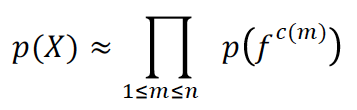 p(X) ≈ ∏ p(f^{c(m)})
1≤m≤n